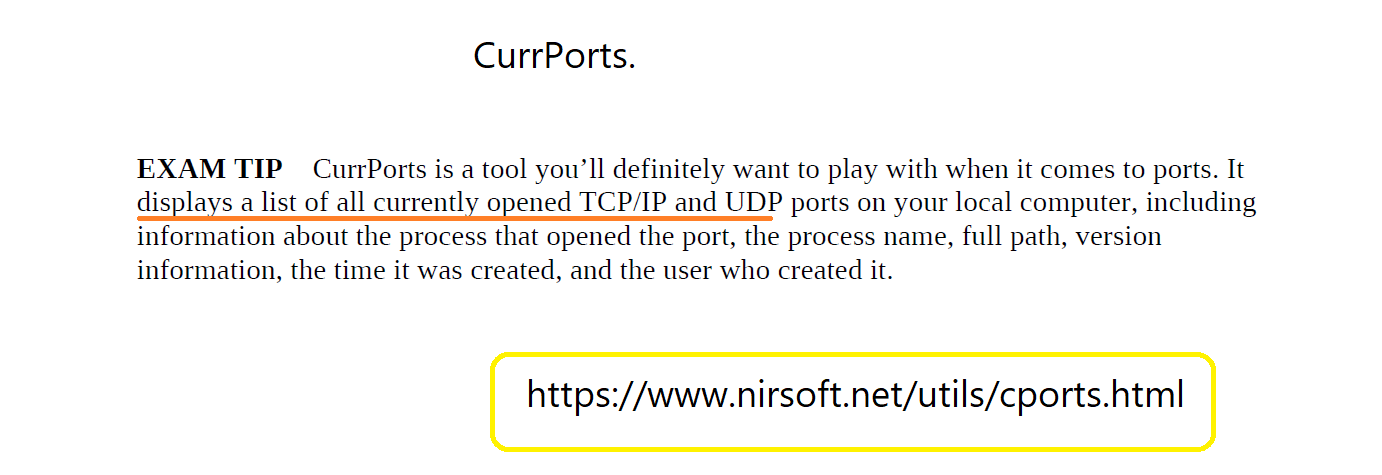 CurrPorts.
EXAM TIP CurrPorts is a tool you’ll definitely want to play with when it comes to ports. It
displays a list of all currently opened TCP/IP and UDP ports on your local computer, including
information about the process that opened the port, the process name, full path, version
information, the time it was created, and the user who created it.
https://www.nirsoft.net/utils/cports.html